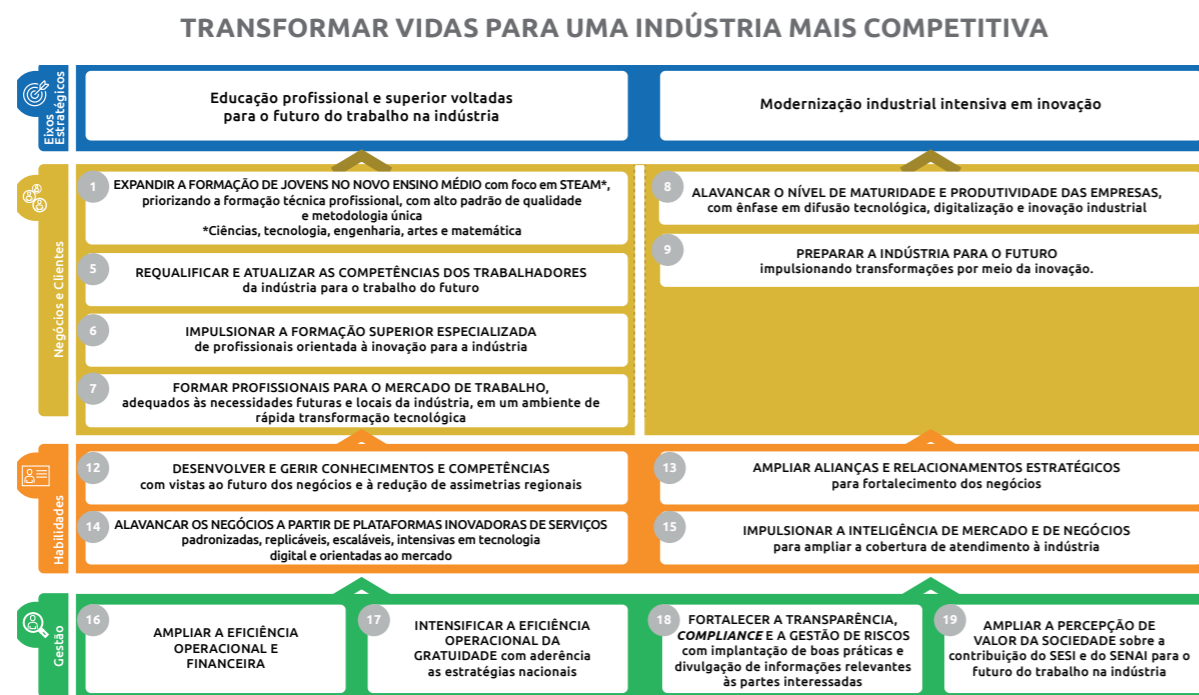 TRANSFORMAR VIDAS PARA UMA INDÚSTRIA MAIS COMPETITIVA
Eixos
Estratégicos
Educação profissional e superior voltadas
para o futuro do trabalho na indústria
Modernização industrial intensiva em inovação
Negócios e Clientes
1
EXPANDIR A FORMAÇÃO DE JOVENS NO NOVO ENSINO MÉDIO com foco em STEAM*,
priorizando a formação técnica profissional, com alto padrão de qualidade
e metodologia única
*Ciências, tecnologia, engenharia, artes e matemática
5
REQUALIFICAR E ATUALIZAR AS COMPETÊNCIAS DOS TRABALHADORES
da indústria para o trabalho do futuro
6
IMPULSIONAR A FORMAÇÃO SUPERIOR ESPECIALIZADA
de profissionais orientada à inovação para a indústria
7
FORMAR PROFISSIONAIS PARA O MERCADO DE TRABALHO,
adequados às necessidades futuras e locais da indústria, em um ambiente de
rápida transformação tecnológica
8
ALAVANCAR O NÍVEL DE MATURIDADE E PRODUTIVIDADE DAS EMPRESAS,
com ênfase em difusão tecnológica, digitalização e inovação industrial
9
PREPARAR A INDÚSTRIA PARA O FUTURO
impulsionando transformações por meio da inovação.
Habilidades
12
DESENVOLVER E GERIR CONHECIMENTOS E COMPETÊNCIAS
com vistas ao futuro dos negócios e à redução de assimetrias regionais
13
AMPLIAR ALIANÇAS E RELACIONAMENTOS ESTRATÉGICOS
para fortalecimento dos negócios
14
ALAVANCAR OS NEGÓCIOS A PARTIR DE PLATAFORMAS INOVADORAS DE SERVIÇOS
padronizadas, replicáveis, escaláveis, intensivas em tecnologia
digital e orientadas ao mercado
15
IMPULSIONAR A INTELIGÊNCIA DE MERCADO E DE NEGÓCIOS
para ampliar a cobertura de atendimento à indústria
Gestão
16
AMPLIAR A EFICIÊNCIA
OPERACIONAL E
FINANCEIRA
17
INTENSIFICAR A EFICIÊNCIA
OPERACIONAL DA
GRATUIDADE com aderência
as estratégias nacionais
18
FORTALECER A TRANSPARÊNCIA,
COMPLIANCE E A GESTÃO DE RISCOS
com implantação de boas práticas e
divulgação de informações relevantes
às partes interessadas
19
AMPLIAR A PERCEPÇÃO DE
VALOR DA SOCIEDADE sobre a
contribuição do SESI e do SENAI para o
futuro do trabalho na indústria